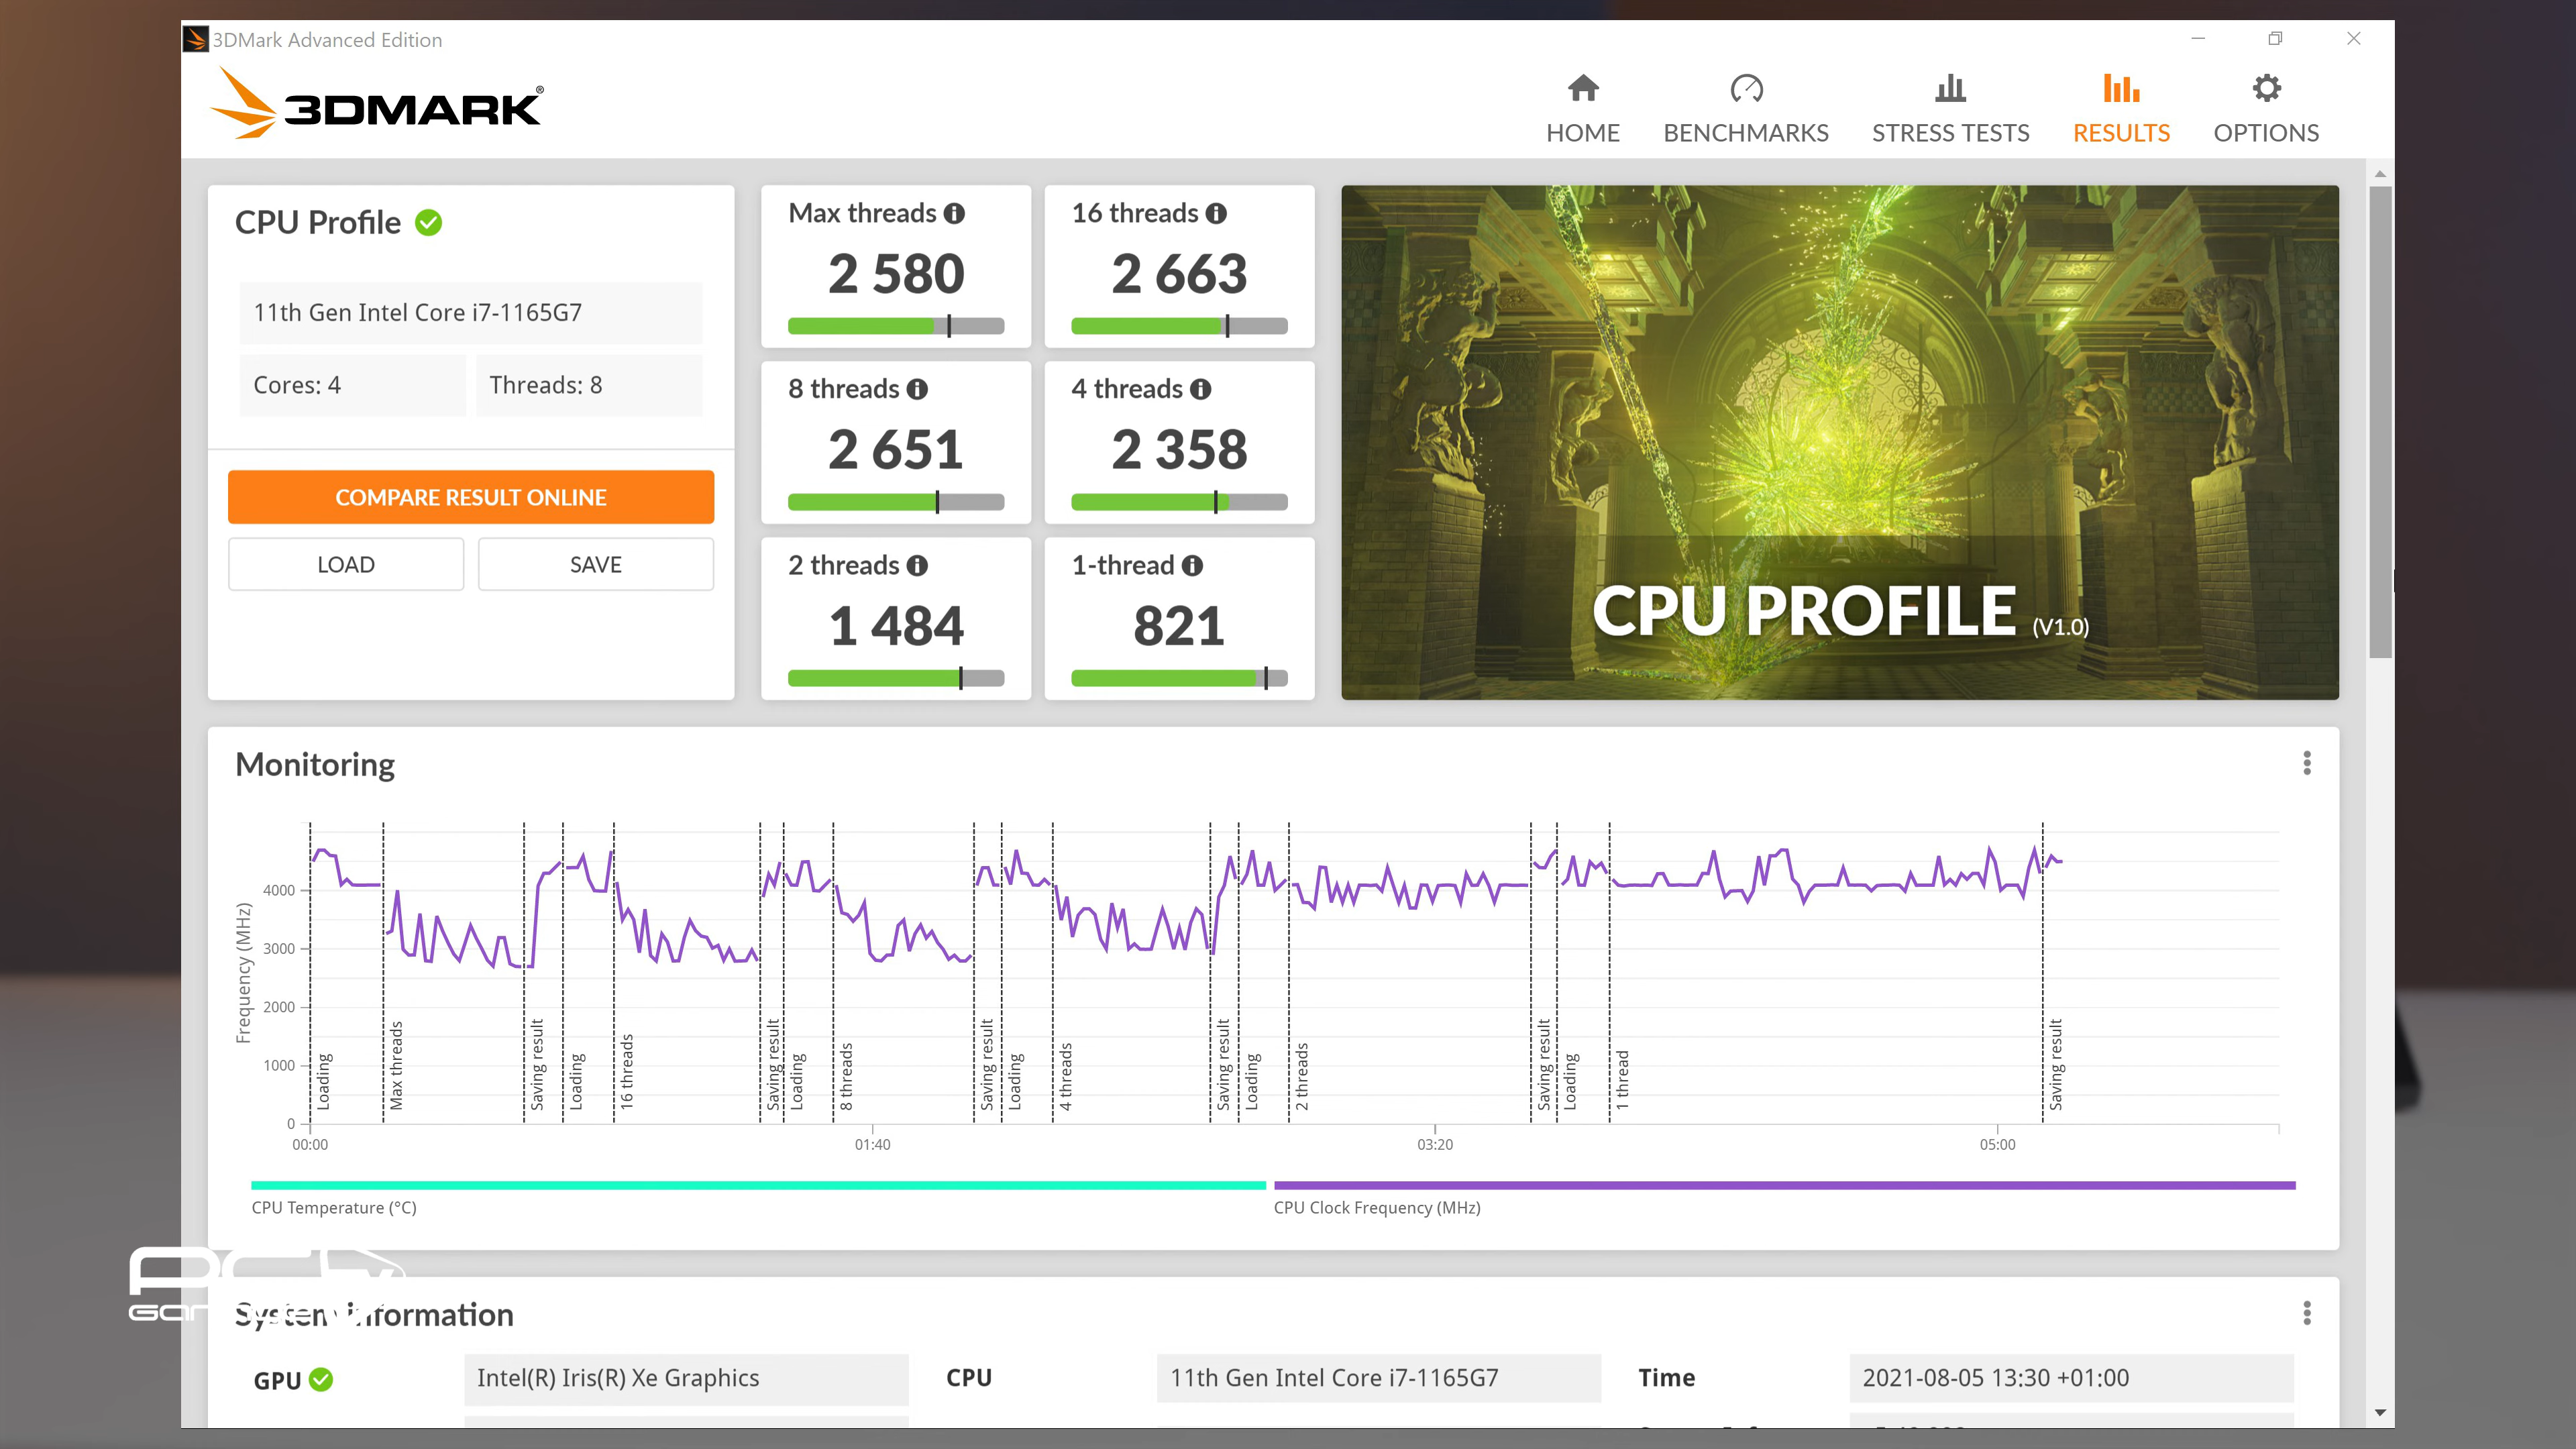 3DMark Advanced Edition
3DMARK®
HOME
BENCHMARKS
STRESS TESTS
RESULTS
OPTIONS
CPU Profile
11th Gen Intel Core i7-1165G7
Cores: 4
Threads: 8
COMPARE RESULT ONLINE
LOAD
SAVE
Max threads
2 580
16 threads
2 663
8 threads
2 651
4 threads
2 358
2 threads
1 484
1-thread
821
CPU PROFILE (V1.0)
Monitoring
Frequency (MHz)
4000
3000
2000
1000
0
Loading
Max threads
Saving result
Loading
16 threads
Saving result
Loading
8 threads
Saving result
Loading
4 threads
Saving result
Loading
2 threads
Saving result
Loading
1 thread
Saving result
00:00
01:40
03:20
05:00
CPU Temperature (°C)
CPU Clock Frequency (MHz)
System information
GPU
Intel(R) Iris(R) Xe Graphics
CPU
11th Gen Intel Core i7-1165G7
Time
2021-08-05 13:30 +01:00